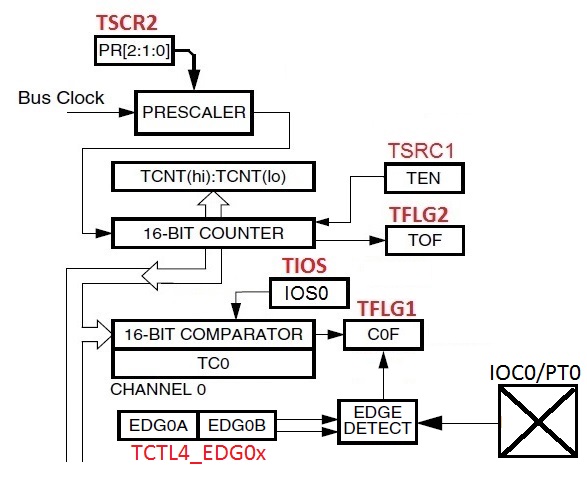 TSCR2
PR[2:1:0]
Bus Clock
PRESCALER
TCNT(hi):TCNT(lo)
TSRC1
TEN
16-BIT COUNTER
TFLG2
TOF
TIOS
IOS0
TFLG1
16-BIT COMPARATOR
C0F
TC0
CHANNEL 0
IOC0/PT0
EDG0A EDG0B
EDGE
DETECT
TCTL4_EDG0x